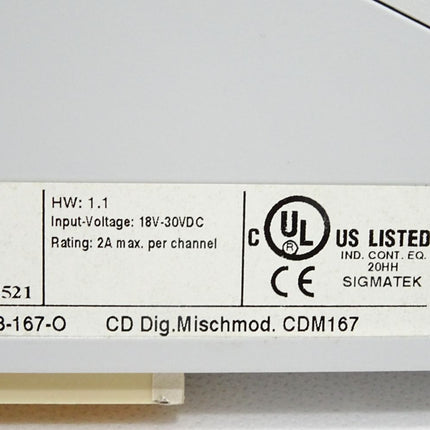 HW: 1.1
Input-Voltage: 18V-30VDC
Rating: 2A max. per channel
C UL ® US LISTED
IND. CONT. EQ.
20HH
CE SIGMATEK
521
-167-O CD Dig.Mischmod. CDM167